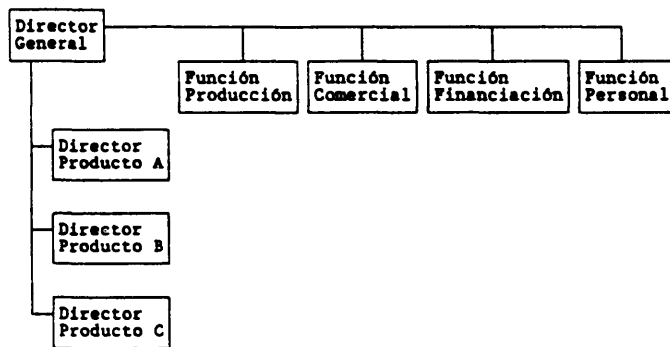 Director
General
Función
Producción
Función
Comercial
Función
Financiación
Función
Personal
Director
Producto A
Director
Producto B
Director
Producto C